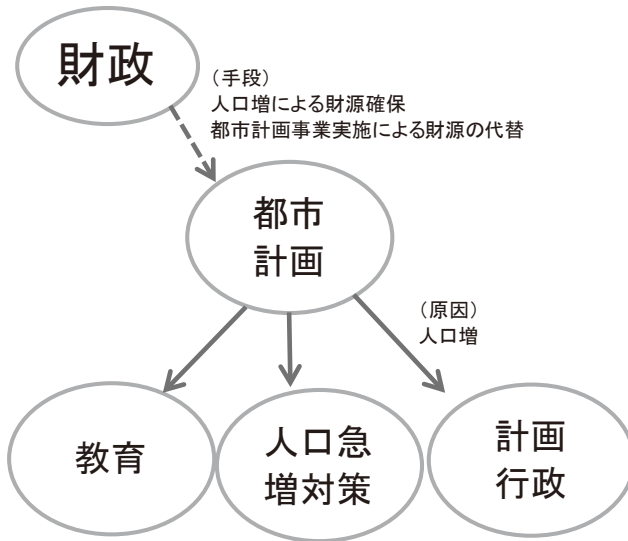 財政
(手段)
人口増による財源確保
都市計画事業実施による財源の代替
都市
計画
(原因)
人口増
教育
人口急
増対策
計画
行政